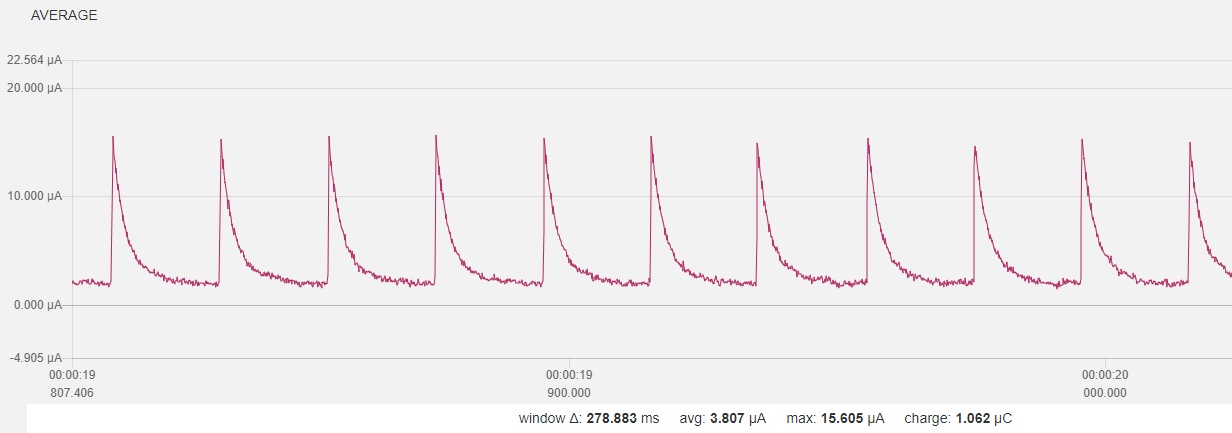 AVERAGE
22.564 µA
20.000 µA
10.000 µA
0.000 µA
-4.905 µA
00:00:19 00:00:19 00:00:20
807.406 900.000 000.000
window Δ: 278.883 ms avg: 3.807 µA max: 15.605 µA charge: 1.062 µC